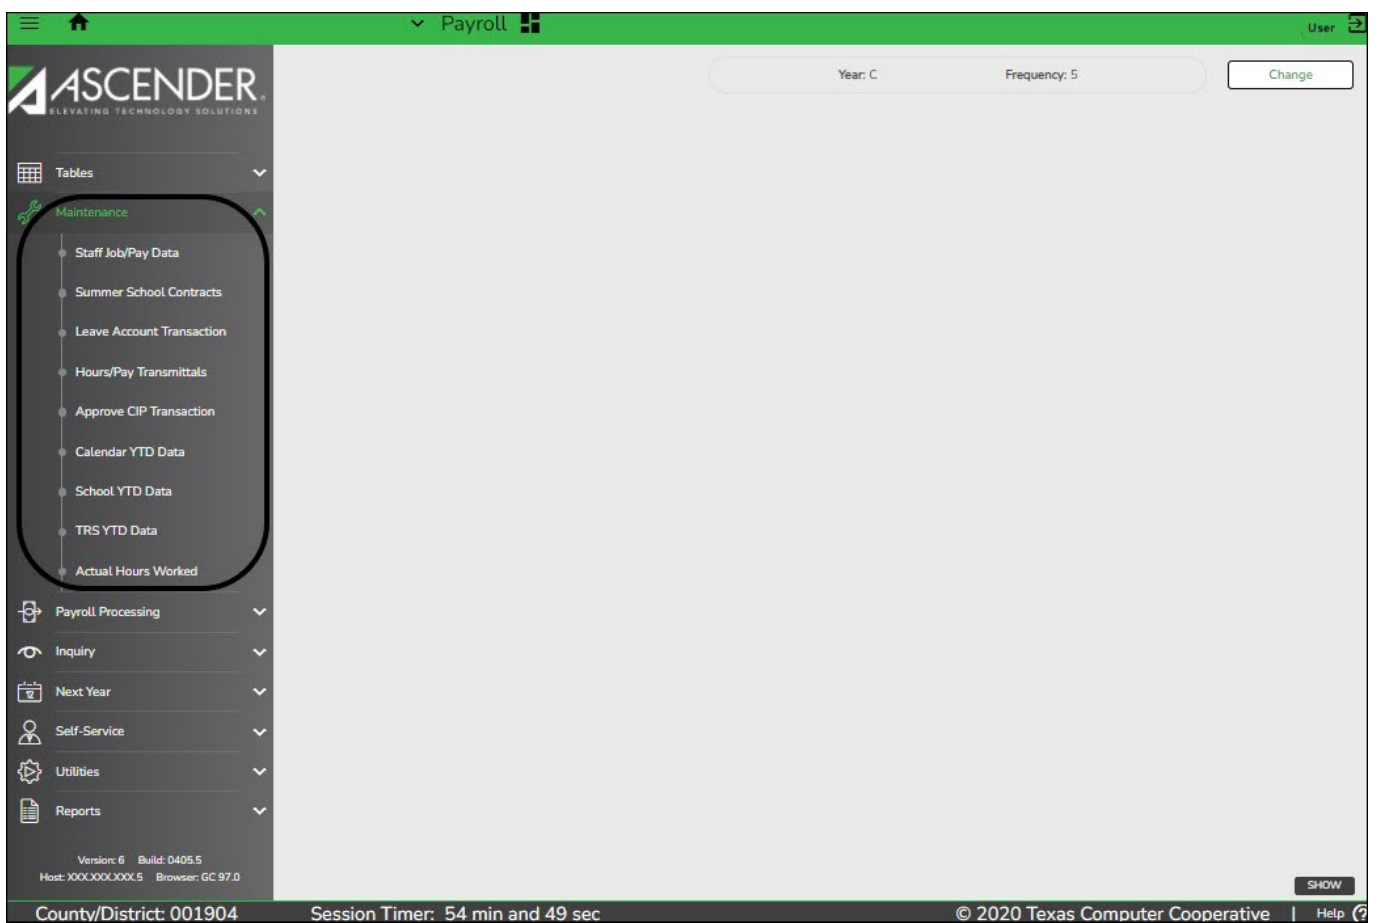 Payroll
User
ASCENDER
ELEVATING TECHNOLOGY SOLUTIONS
Year: C
Frequency: 5
Change
Tables
Maintenance
Staff Job/Pay Data
Summer School Contracts
Leave Account Transaction
Hours/Pay Transmittals
Approve CIP Transaction
Calendar YTD Data
School YTD Data
TRS YTD Data
Actual Hours Worked
Payroll Processing
Inquiry
12 Next Year
Self-Service
Utilities
Reports
Version: 6 Build: 0405.5
Host: XXX.XXX.XXX.5 Browser: GC 97.0
SHOW
County/District: 001904 Session Timer: 54 min and 49 sec © 2020 Texas Computer Cooperative | Help ?